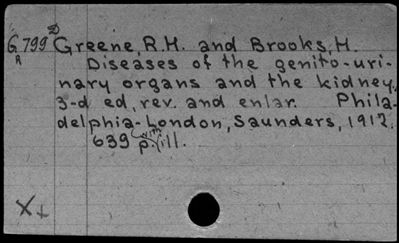 G799 D Greene, R.H. and Brooks, H.
R
Diseases of the genito-uri-
nary organs and the kidney.
3-d ed, rev. and enlar. Phila-
delphia-London, Saunders, 1912.
639 p. with ill.
X+